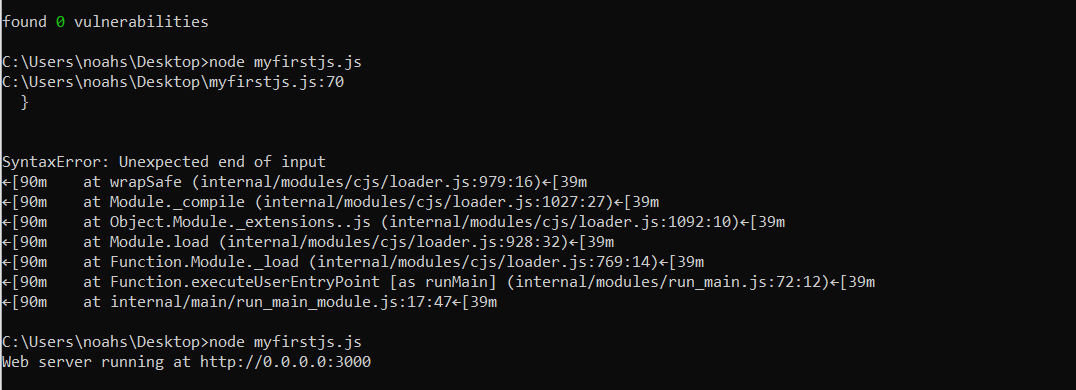 found 0 vulnerabilities
C:\Users\noahs\Desktop>node myfirstjs.js
C:\Users\noahs\Desktop\myfirstjs.js:70
  }
SyntaxError: Unexpected end of input
←[90m    at wrapSafe (internal/modules/cjs/loader.js:979:16)←[39m
←[90m    at Module._compile (internal/modules/cjs/loader.js:1027:27)←[39m
←[90m    at Object.Module._extensions..js (internal/modules/cjs/loader.js:1092:10)←[39m
←[90m    at Module.load (internal/modules/cjs/loader.js:928:32)←[39m
←[90m    at Function.Module._load (internal/modules/cjs/loader.js:769:14)←[39m
←[90m    at Function.executeUserEntryPoint [as runMain] (internal/modules/run_main.js:72:12)←[39m
←[90m    at internal/main/run_main_module.js:17:47←[39m
C:\Users\noahs\Desktop>node myfirstjs.js
Web server running at http://0.0.0.0:3000